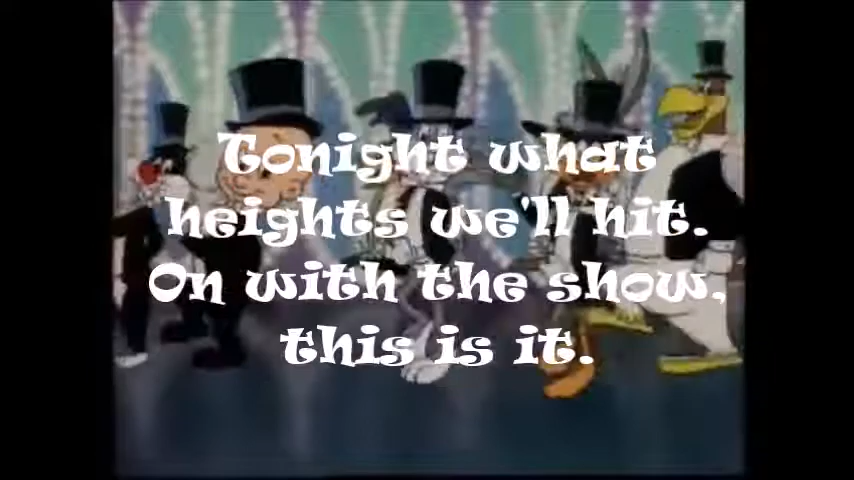 Tonight what
heights we'll hit.
On with the show,
this is it.